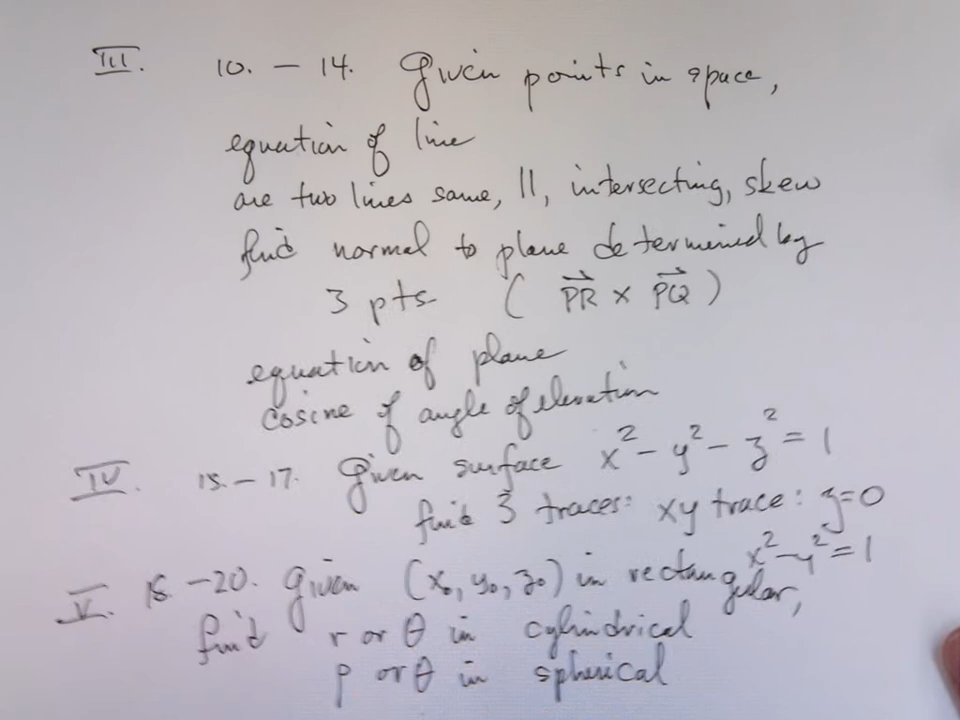 III. 10. - 14. Given points in space,
equation of line
are two lines same, ||, intersecting, skew
find normal to plane determined by
3 pts. ( PR⃗ × PQ⃗ )
equation of plane
cosine of angle of elevation
IV. 15. - 17. Given surface x² - y² - z² = 1
find 3 traces: xy trace: z=0
x² - y² = 1
V. 18. - 20. Given (x₀, y₀, z₀) in rectangular,
find r or θ in cylindrical
ρ or θ in spherical